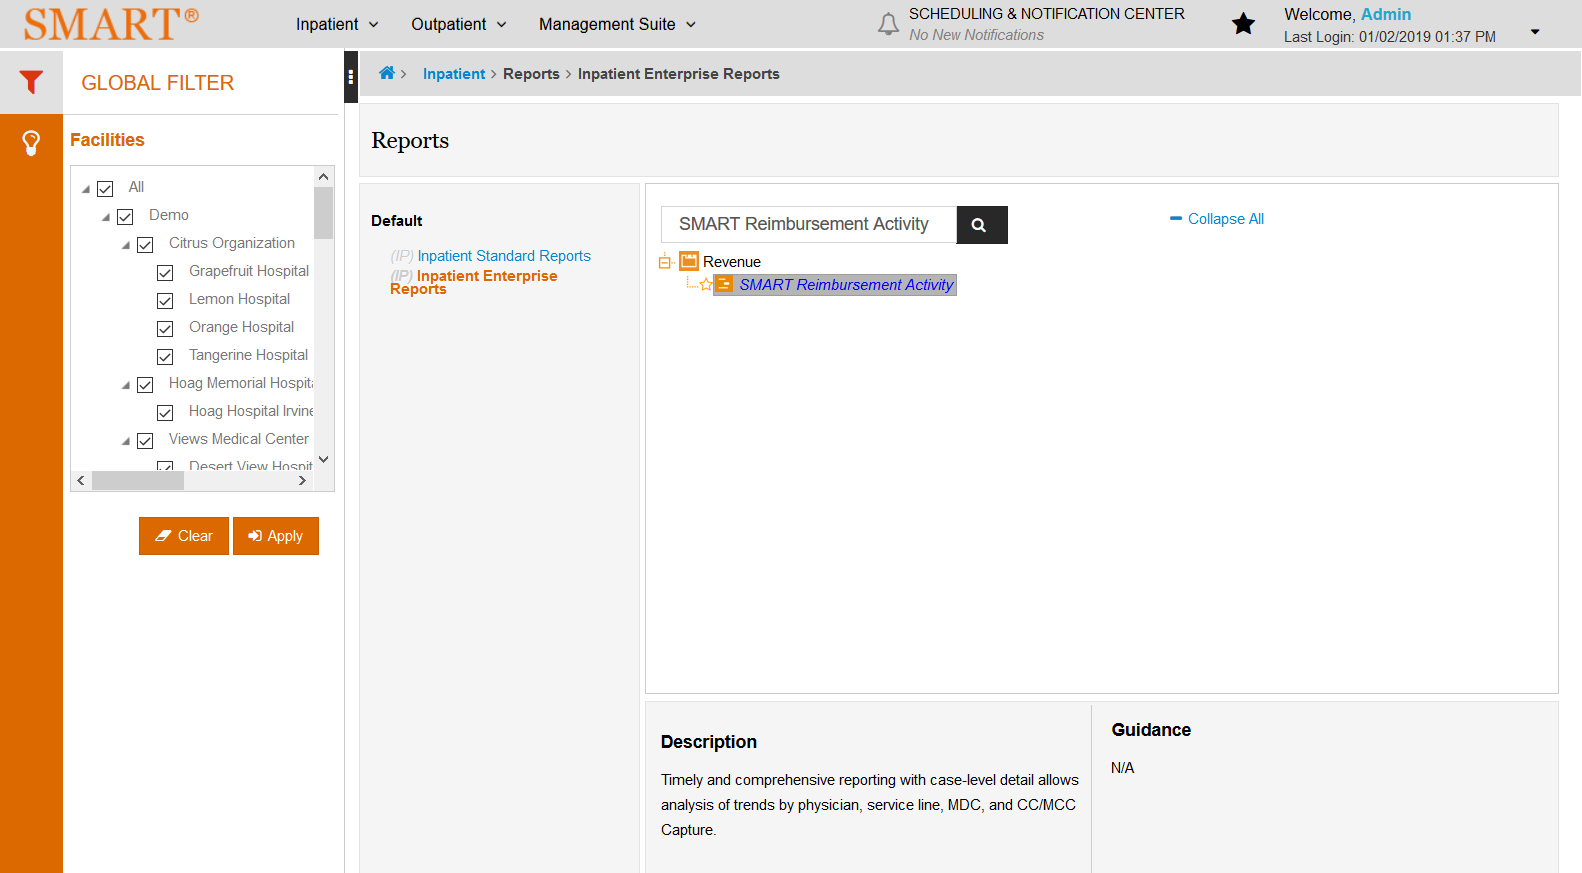 SMART®
Inpatient
Outpatient
Management Suite
SCHEDULING & NOTIFICATION CENTER
No New Notifications
Welcome, Admin
Last Login: 01/02/2019 01:37 PM
GLOBAL FILTER
Inpatient > Reports > Inpatient Enterprise Reports
Facilities
All
Demo
Citrus Organization
Grapefruit Hospital
Lemon Hospital
Orange Hospital
Tangerine Hospital
Hoag Memorial Hospita
Hoag Hospital Irvine
Views Medical Center
Desert View Hospit
Clear
Apply
Reports
Default
(IP) Inpatient Standard Reports
(IP) Inpatient Enterprise
Reports
SMART Reimbursement Activity
Collapse All
Revenue
SMART Reimbursement Activity
Description
Timely and comprehensive reporting with case-level detail allows
analysis of trends by physician, service line, MDC, and CC/MCC
Capture.
Guidance
N/A